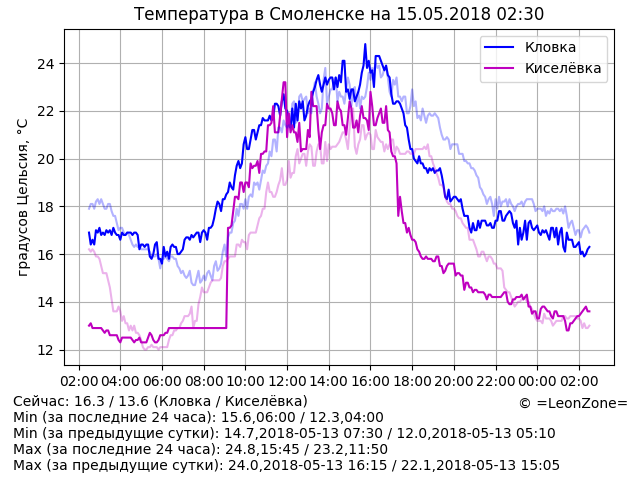 Температура в Смоленске на 15.05.2018 02:30
Кловка
Киселёвка
градусов Цельсия, °C
24
22
20
18
16
14
12
02:00 04:00 06:00 08:00 10:00 12:00 14:00 16:00 18:00 20:00 22:00 00:00 02:00
Сейчас: 16.3 / 13.6 (Кловка / Киселёвка)
© =LeonZone=
Min (за последние 24 часа): 15.6,06:00 / 12.3,04:00
Min (за предыдущие сутки): 14.7,2018-05-13 07:30 / 12.0,2018-05-13 05:10
Max (за последние 24 часа): 24.8,15:45 / 23.2,11:50
Max (за предыдущие сутки): 24.0,2018-05-13 16:15 / 22.1,2018-05-13 15:05